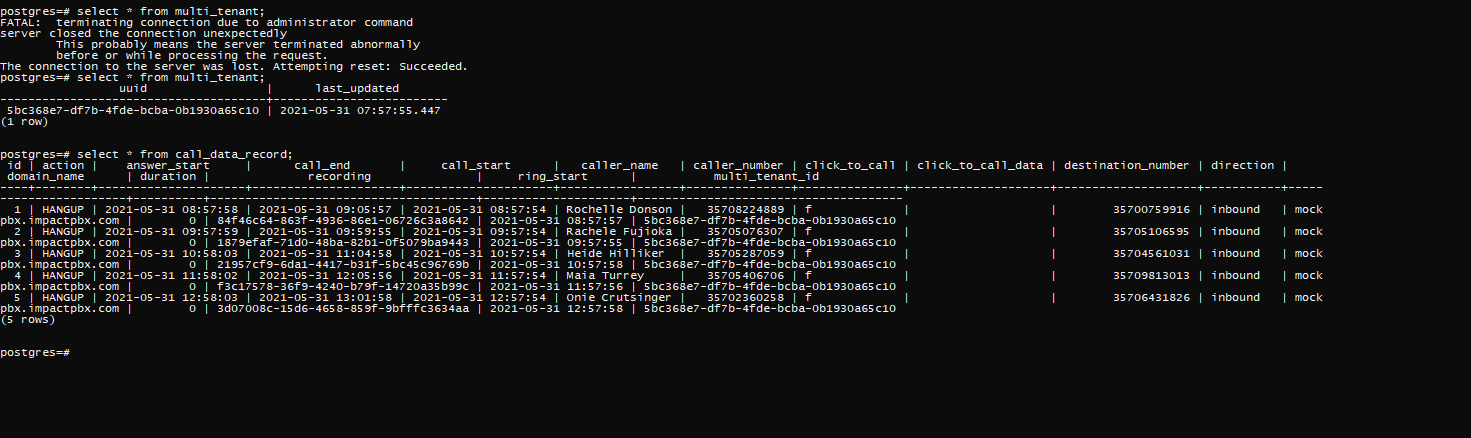 postgres=# select * from multi_tenant;
FATAL:  terminating connection due to administrator command
server closed the connection unexpectedly
        This probably means the server terminated abnormally
        before or while processing the request.
The connection to the server was lost. Attempting reset: Succeeded.
postgres=# select * from multi_tenant;
                 uuid                 |      last_updated
--------------------------------------+-------------------------
 5bc368e7-df7b-4fde-bcba-0b1930a65c10 | 2021-05-31 07:57:55.447
(1 row)

postgres=# select * from call_data_record;
 id | action |    answer_start     |      call_end       |     call_start      |   caller_name   | caller_number | click_to_call | click_to_call_data | destination_number | direction |
 domain_name      | duration |              recording               |     ring_start      |           multi_tenant_id
----+--------+---------------------+---------------------+---------------------+-----------------+---------------+---------------+--------------------+--------------------+-----------+-----
------------------+----------+--------------------------------------+---------------------+--------------------------------------
  1 | HANGUP | 2021-05-31 08:57:58 | 2021-05-31 09:05:57 | 2021-05-31 08:57:54 | Rochelle Donson |   35708224889 | f             |                    |        35700759916 | inbound   | mock
pbx.impactpbx.com |        0 | 84f46c64-863f-4936-86e1-06726c3a8642 | 2021-05-31 08:57:57 | 5bc368e7-df7b-4fde-bcba-0b1930a65c10
  2 | HANGUP | 2021-05-31 09:57:59 | 2021-05-31 09:59:55 | 2021-05-31 09:57:54 | Rachele Fujioka |   35705076307 | f             |                    |        35705106595 | inbound   | mock
pbx.impactpbx.com |        0 | 1879efaf-71d0-48ba-82b1-0f5079ba9443 | 2021-05-31 09:57:55 | 5bc368e7-df7b-4fde-bcba-0b1930a65c10
  3 | HANGUP | 2021-05-31 10:58:03 | 2021-05-31 11:04:58 | 2021-05-31 10:57:54 | Heide Hilliker  |   35705287059 | f             |                    |        35704561031 | inbound   | mock
pbx.impactpbx.com |        0 | 21957cf9-6da1-4417-b31f-5bc45c96769b | 2021-05-31 10:57:58 | 5bc368e7-df7b-4fde-bcba-0b1930a65c10
  4 | HANGUP | 2021-05-31 11:58:02 | 2021-05-31 12:05:56 | 2021-05-31 11:57:54 | Maia Turrey     |   35705406706 | f             |                    |        35709813013 | inbound   | mock
pbx.impactpbx.com |        0 | f3c17578-36f9-4240-b79f-14720a35b99c | 2021-05-31 11:57:56 | 5bc368e7-df7b-4fde-bcba-0b1930a65c10
  5 | HANGUP | 2021-05-31 12:58:03 | 2021-05-31 13:01:58 | 2021-05-31 12:57:54 | Onie Crutsinger |   35702360258 | f             |                    |        35706431826 | inbound   | mock
pbx.impactpbx.com |        0 | 3d07008c-15d6-4658-859f-9bfffc3634aa | 2021-05-31 12:57:58 | 5bc368e7-df7b-4fde-bcba-0b1930a65c10
(5 rows)

postgres=#